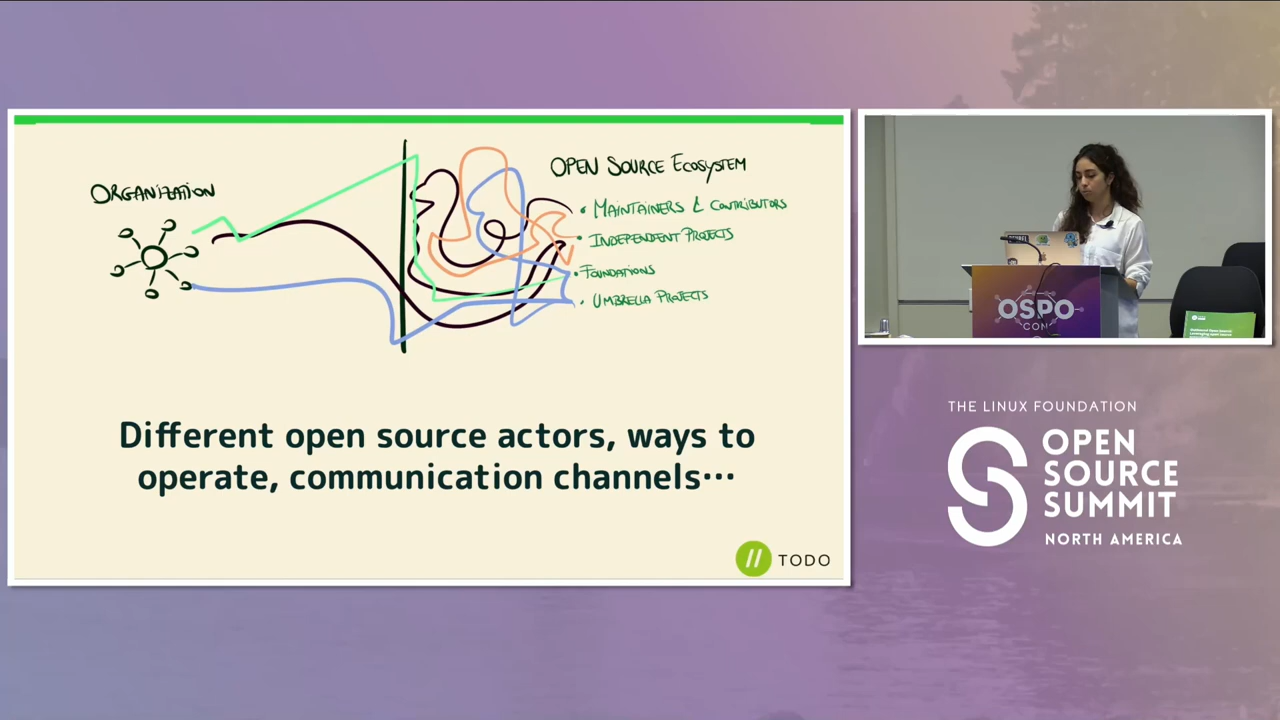 ORGANIZATION
OPEN SOURCE ECOSYSTEM
• MAINTAINERS & CONTRIBUTORS
• INDEPENDENT PROJECTS
• FOUNDATIONS
• UMBRELLA PROJECTS
Different open source actors, ways to
operate, communication channels...
// TODO
OSPO
CON
THE LINUX FOUNDATION
OPEN
SOURCE
SUMMIT
NORTH AMERICA